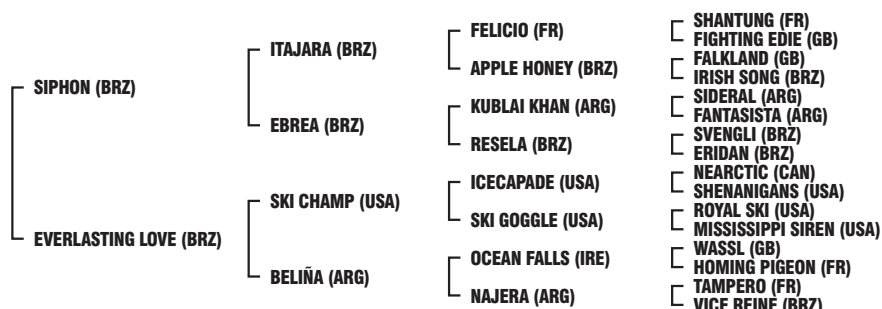 SIPHON (BRZ)
EVERLASTING LOVE (BRZ)
ITAJARA (BRZ)
EBREA (BRZ)
SKI CHAMP (USA)
BELIÑA (ARG)
FELICIO (FR)
APPLE HONEY (BRZ)
KUBLAI KHAN (ARG)
RESELA (BRZ)
ICECAPADE (USA)
SKI GOGGLE (USA)
OCEAN FALLS (IRE)
NAJERA (ARG)
SHANTUNG (FR)
FIGHTING EDIE (GB)
FALKLAND (GB)
IRISH SONG (BRZ)
SIDERAL (ARG)
FANTASISTA (ARG)
SVENGLI (BRZ)
ERIDAN (BRZ)
NEARCTIC (CAN)
SHENANIGANS (USA)
ROYAL SKI (USA)
MISSISSIPPI SIREN (USA)
WASSL (GB)
HOMING PIGEON (FR)
TAMPERO (FR)
VICE REINE (BRZ)